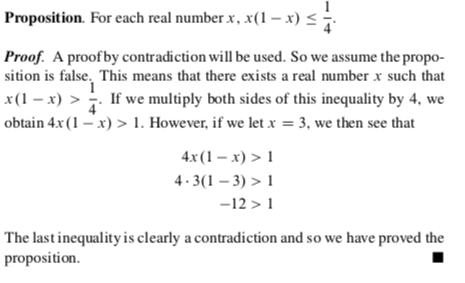 Proposition. For each real number x, x(1 − x) ≤ 1/4.
Proof. A proof by contradiction will be used. So we assume the propo-
sition is false. This means that there exists a real number x such that
x(1 − x) > 1/4. If we multiply both sides of this inequality by 4, we
obtain 4x(1 − x) > 1. However, if we let x = 3, we then see that
4x(1 − x) > 1
4 · 3(1 − 3) > 1
−12 > 1
The last inequality is clearly a contradiction and so we have proved the
proposition. ■